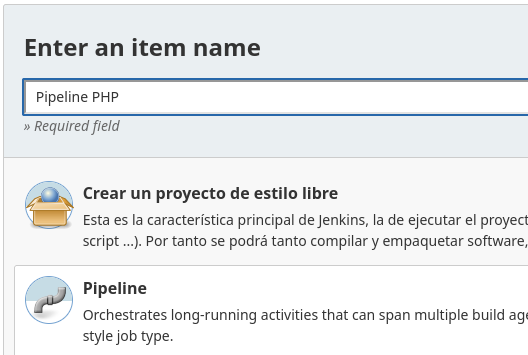 Enter an item name
Pipeline PHP
» Required field
Crear un proyecto de estilo libre
Esta es la característica principal de Jenkins, la de ejecutar el proyect
script ...). Por tanto se podrá tanto compilar y empaquetar software,
Pipeline
Orchestrates long-running activities that can span multiple build age
style job type.